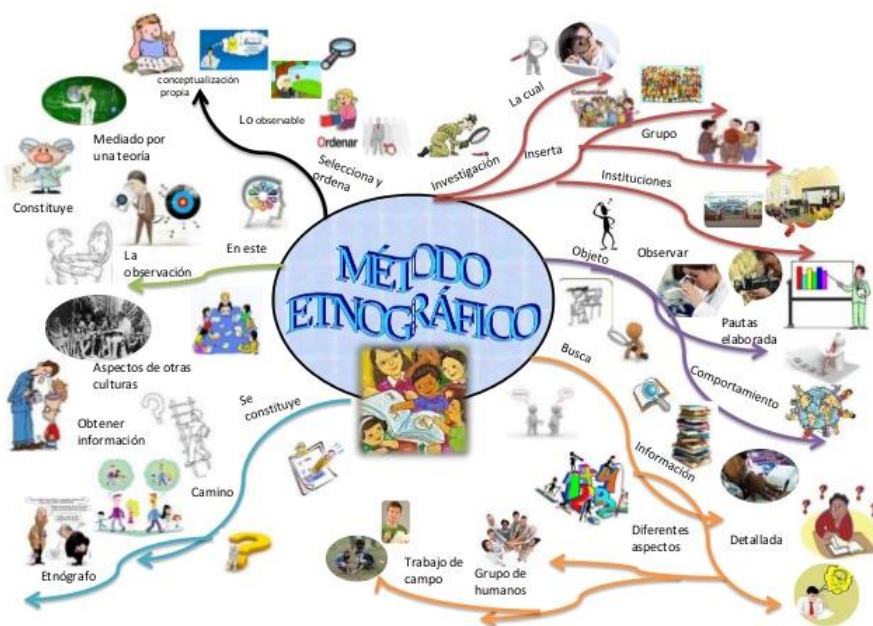 MÉTODO
ETNOGRÁFICO
conceptualización
propia
Lo observable
Ordenar
Selecciona y
ordena
Mediado por
una teoría
Constituye
La
observación
En este
Aspectos de otras
culturas
Obtener
información
Se
constituye
Camino
Etnógrafo
Investigación
La cual
Inserta
Comunidad
Grupo
Instituciones
Objeto
Observar
Pautas
elaborada
Comportamiento
Busca
Información
Detallada
Diferentes
aspectos
Grupo de
humanos
Trabajo de
campo